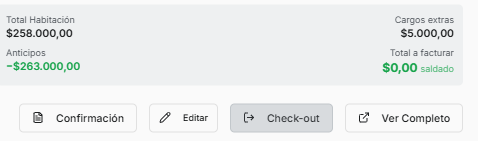 Total Habitación
Cargos extras
$258.000,00
$5.000,00
Anticipos
Total a facturar
−$263.000,00
$0,00 saldado
Confirmación
Editar
Check-out
Ver Completo